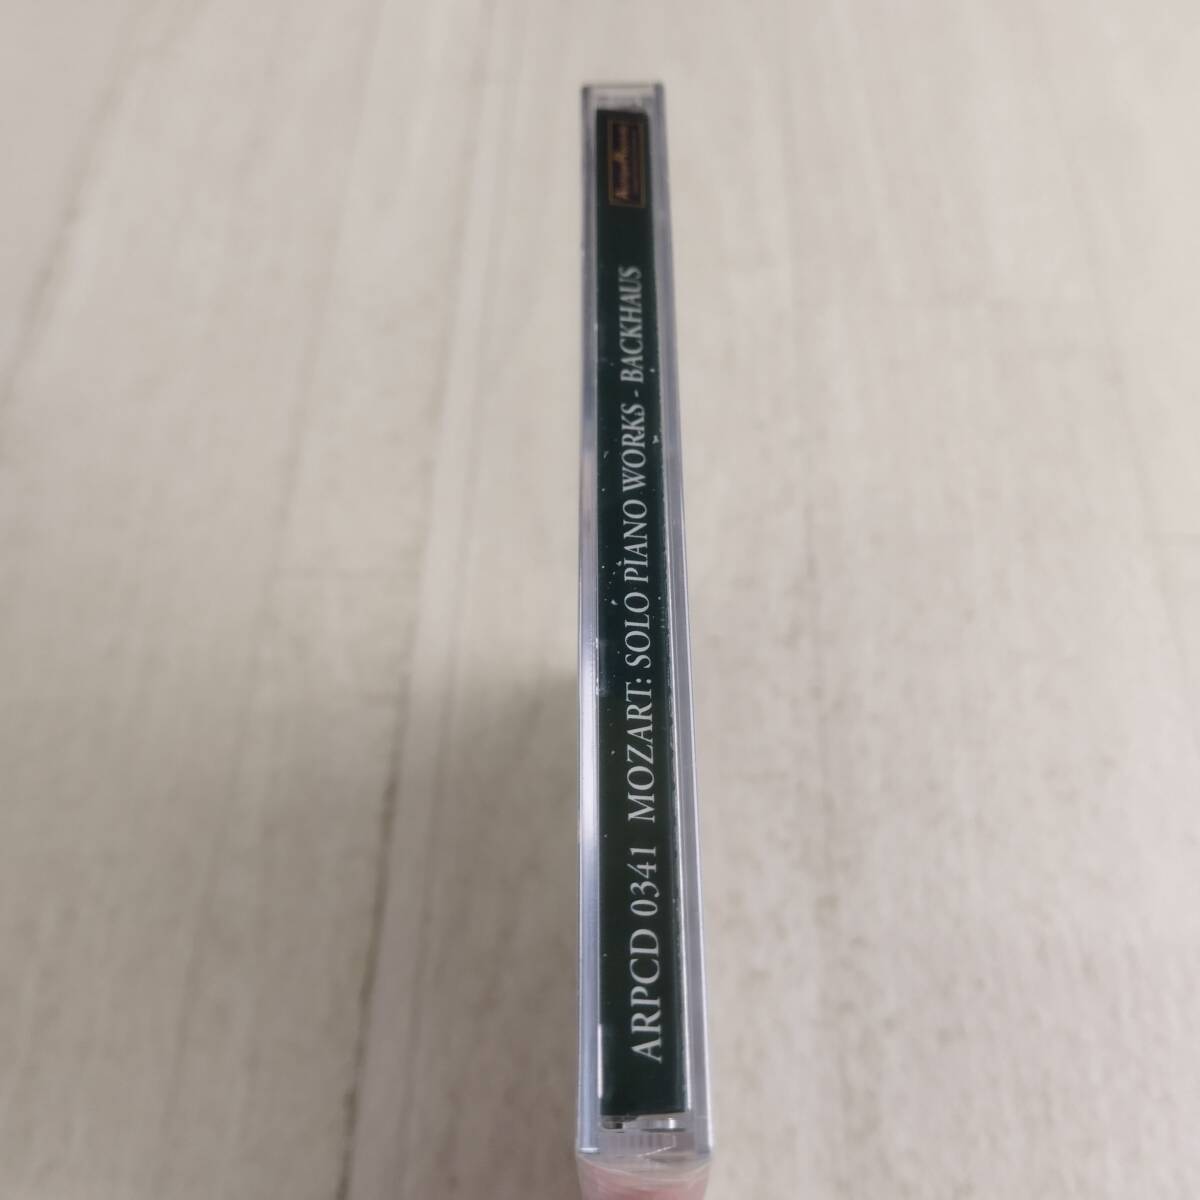 ARPCD 0341 MOZART: SOLO PIANO WORKS - BACKHAUS